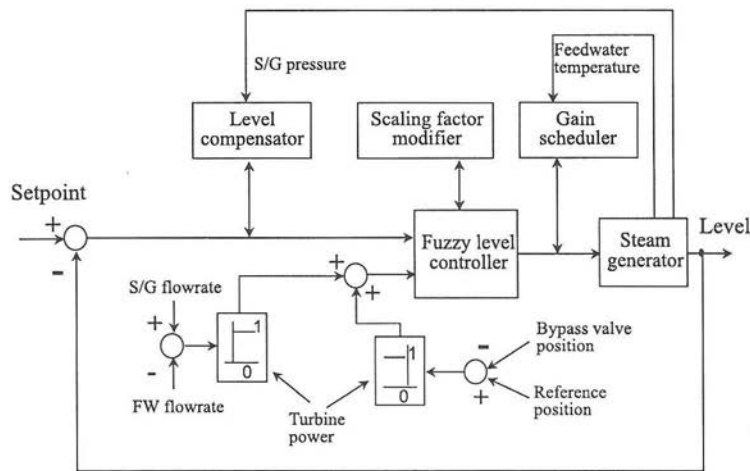 S/G pressure
Feedwater
temperature
Level
compensator
Scaling factor
modifier
Gain
scheduler
Setpoint
+
-
Fuzzy level
controller
Steam
generator
Level
+
+
S/G flowrate
+
-
FW flowrate
1
0
Turbine
power
1
0
-
+
Bypass valve
position
Reference
position